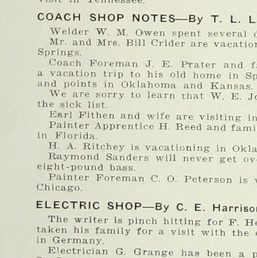 visit in Tennessee.
COACH SHOP NOTES—By T. L. L
Welder W. M. Owen spent several d
Mr. and Mrs. Bill Crider are vacation
Springs.
Coach Foreman J. E. Prater and f
a vacation trip to his old home in Sp
and points in Oklahoma and Kansas.
We are sorry to learn that W. E. Jo
the sick list.
Earl Fithen and wife are visiting in
Painter Apprentice H. Reed and fami
in Florida.
H. A. Ritchey is vacationing in Okla
Raymond Sanders will never get ov
eight-pound bass.
Painter Foreman C. O. Peterson is v
Chicago.
ELECTRIC SHOP—By C. E. Harriso
The writer is pinch hitting for F. He
taken his family for a visit with the
in Germany.
Electrician G. Grange has been a p